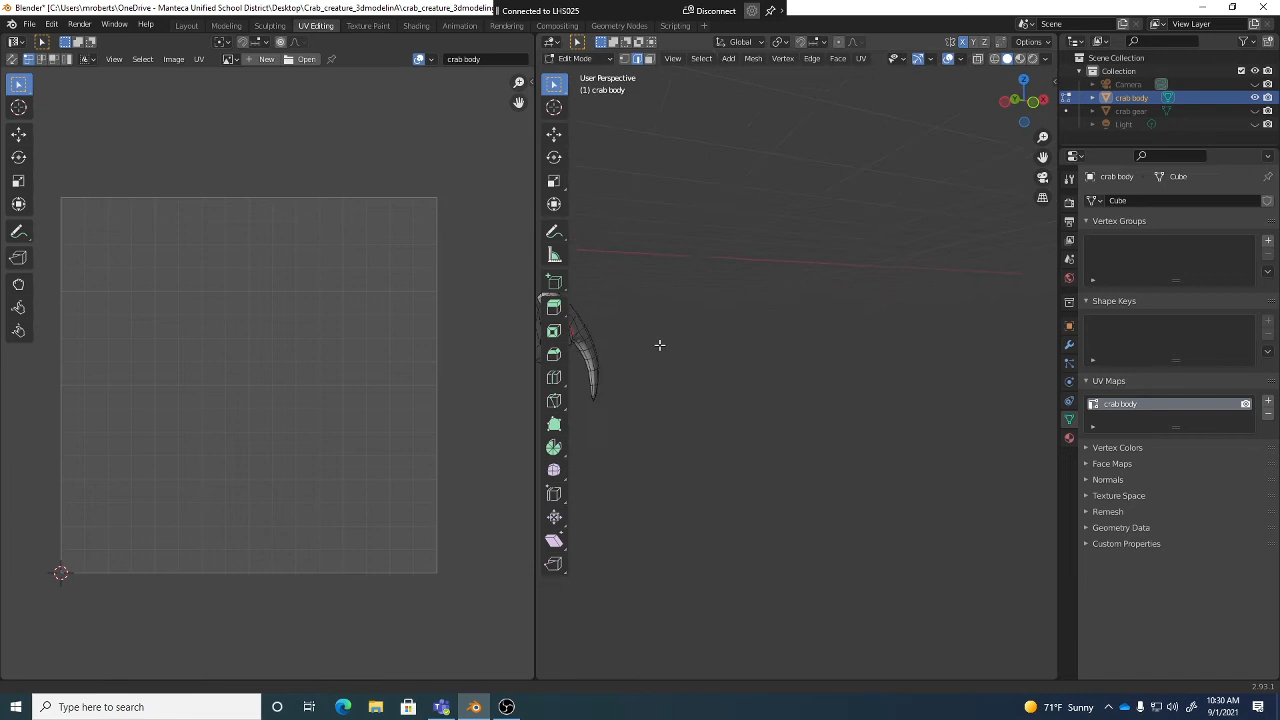 Blender* [C:\Users\mroberts\OneDrive - Manteca Unified School District\Desktop\Crab_creature_3dmodelinA\crab_creature_3dmodeling
Connected to LHS025
Disconnect
File Edit Render Window Help
Layout Modeling Sculpting UV Editing Texture Paint Shading Animation Rendering Compositing Geometry Nodes Scripting
Scene
View Layer
Global
Options
View Select Image UV
New
Open
crab body
Edit Mode
View Select Add Mesh Vertex Edge Face UV
User Perspective
(1) crab body
Z
Y
X
Scene Collection
Collection
Camera
crab body
crab gear
Light
crab body
Cube
Cube
Vertex Groups
Shape Keys
UV Maps
crab body
Vertex Colors
Face Maps
Normals
Texture Space
Remesh
Geometry Data
Custom Properties
2.93.1
Type here to search
71°F Sunny
10:30 AM
9/1/2021